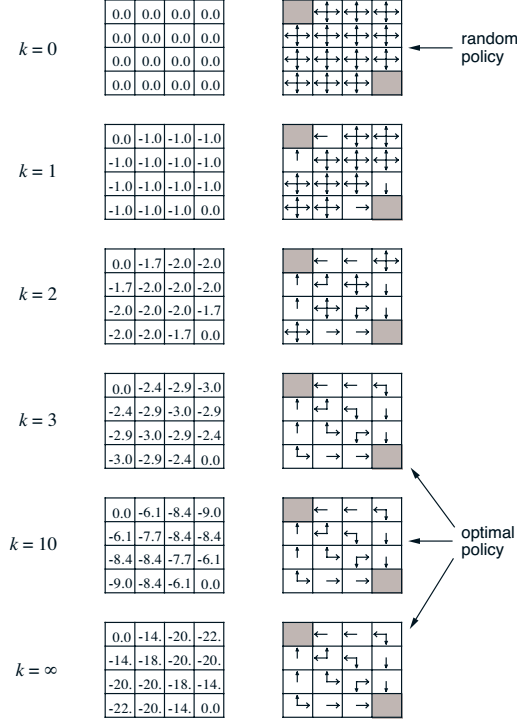 0.0 0.0 0.0 0.0
0.0 0.0 0.0 0.0
k = 0
random
policy
0.0 0.0 0.0 0.0
0.0 0.0 0.0 0.0
0.0 -1.0 -1.0 -1.0
-1.0 -1.0 -1.0 -1.0
k = 1
-1.0 -1.0 -1.0 -1.0
-1.0 -1.0 -1.0 0.0
0.0 -1.7 -2.0 -2.0
-1.7 -2.0 -2.0 -2.0
k = 2
-2.0 -2.0 -2.0 -1.7
-2.0 -2.0 -1.7 0.0
0.0 -2.4 -2.9 -3.0
-2.4 -2.9 -3.0 -2.9
k = 3
-2.9 -3.0 -2.9 -2.4
-3.0 -2.9 -2.4 0.0
0.0 -6.1 -8.4 -9.0
-6.1 -7.7 -8.4 -8.4
k = 10
optimal
policy
-8.4 -8.4 -7.7 -6.1
-9.0 -8.4 -6.1 0.0
0.0 -14. -20. -22.
-14. -18. -20. -20.
k = ∞
-20. -20. -18. -14.
-22. -20. -14. 0.0